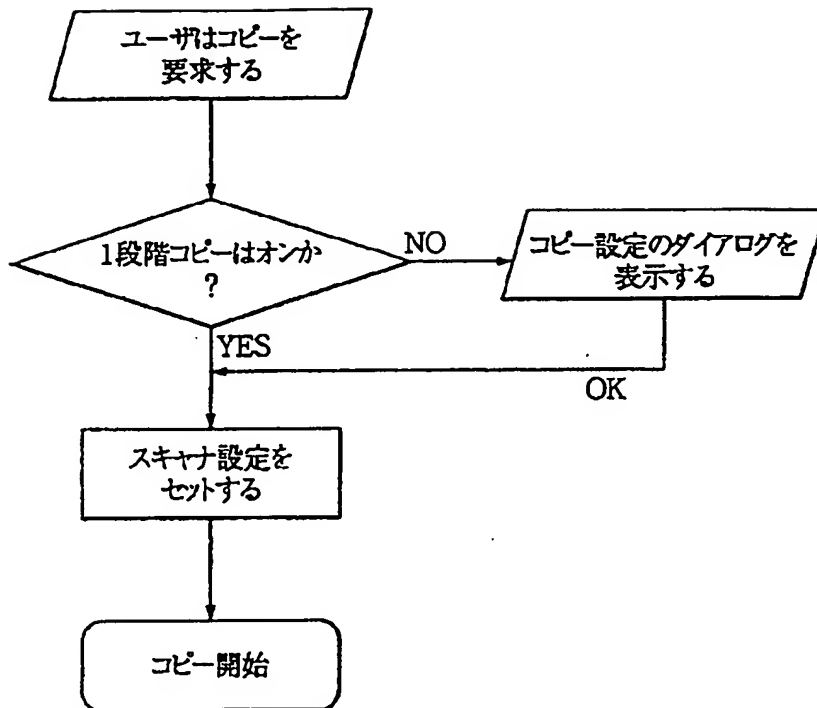 ユーザはコピーを
要求する
1段階コピーはオンか
?
NO
コピー設定のダイアログを
表示する
YES
OK
スキャナ設定を
セットする
コピー開始